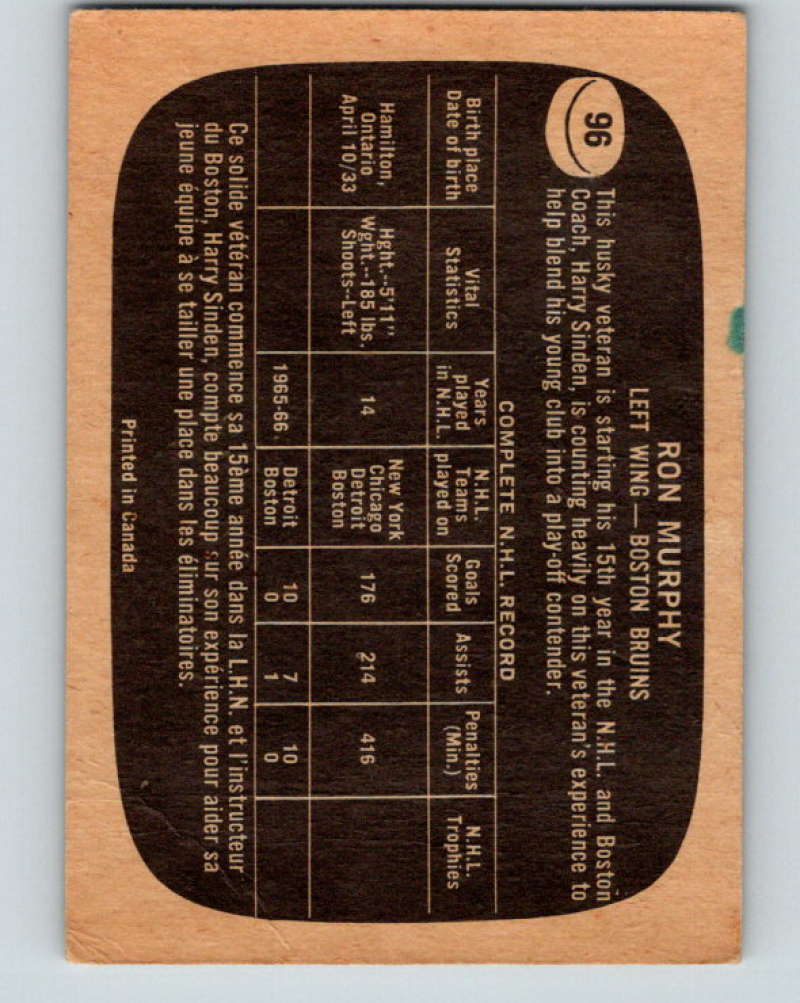 RON MURPHY
LEFT WING — BOSTON BRUINS
96
This husky veteran is starting his 15th year in the N.H.L. and Boston
Coach, Harry Sinden, is counting heavily on this veteran's experience to
help blend his young club into a play-off contender.
COMPLETE N.H.L. RECORD
Birth place Date of birth | Vital Statistics | Years played in N.H.L. | N.H.L. Teams played on | Goals Scored | Assists | Penalties (Min.) | N.H.L. Trophies
Hamilton, Ontario April 10/33 | Hght.--5'11" Wght.--185 lbs. Shoots--Left | 14 | New York Chicago Detroit Boston | 176 | 214 | 416
1965-66 | Detroit | 10 | 7 | 10
Boston | 0 | 1 | 0
Ce solide vétéran commence sa 15ème année dans la L.H.N. et l'instructeur
du Boston, Harry Sinden, compte beaucoup sur son expérience pour aider sa
jeune équipe à se tailler une place dans les éliminatoires.
Printed in Canada